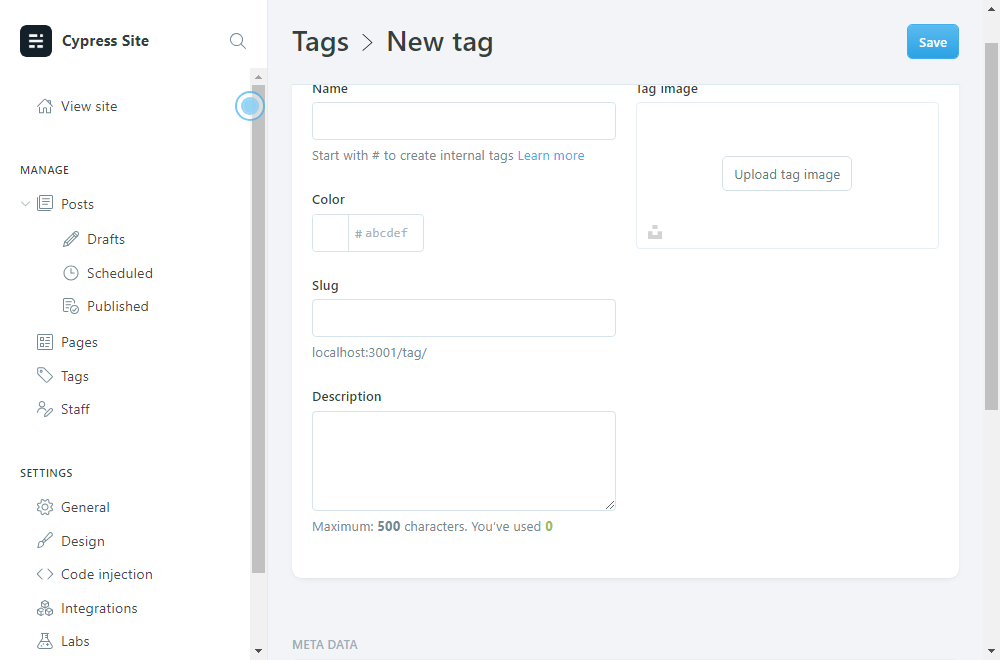 Cypress Site
View site
MANAGE
Posts
Drafts
Scheduled
Published
Pages
Tags
Staff
SETTINGS
General
Design
Code injection
Integrations
Labs
Tags > New tag
Save
Name
Start with # to create internal tags Learn more
Color
# abcdef
Slug
localhost:3001/tag/
Description
Maximum: 500 characters. You've used 0
Tag image
Upload tag image
META DATA